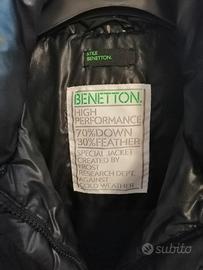 STILE
BENETTON.
BENETTON.
HIGH
PERFORMANCE
70%DOWN
30%FEATHER
SPECIAL JACKET
CREATED BY
FROST
RESEARCH DEPT.
AGAINST
COLD WEATHER
subito